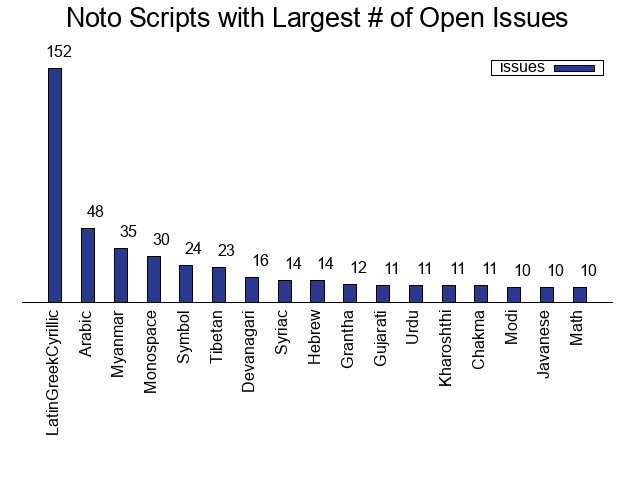 Noto Scripts with Largest # of Open Issues
issues
152
48
35
30
24
23
16
14
14
12
11
11
11
11
10
10
10
LatinGreekCyrillic
Arabic
Myanmar
Monospace
Symbol
Tibetan
Devanagari
Syriac
Hebrew
Grantha
Gujarati
Urdu
Kharoshthi
Chakma
Modi
Javanese
Math